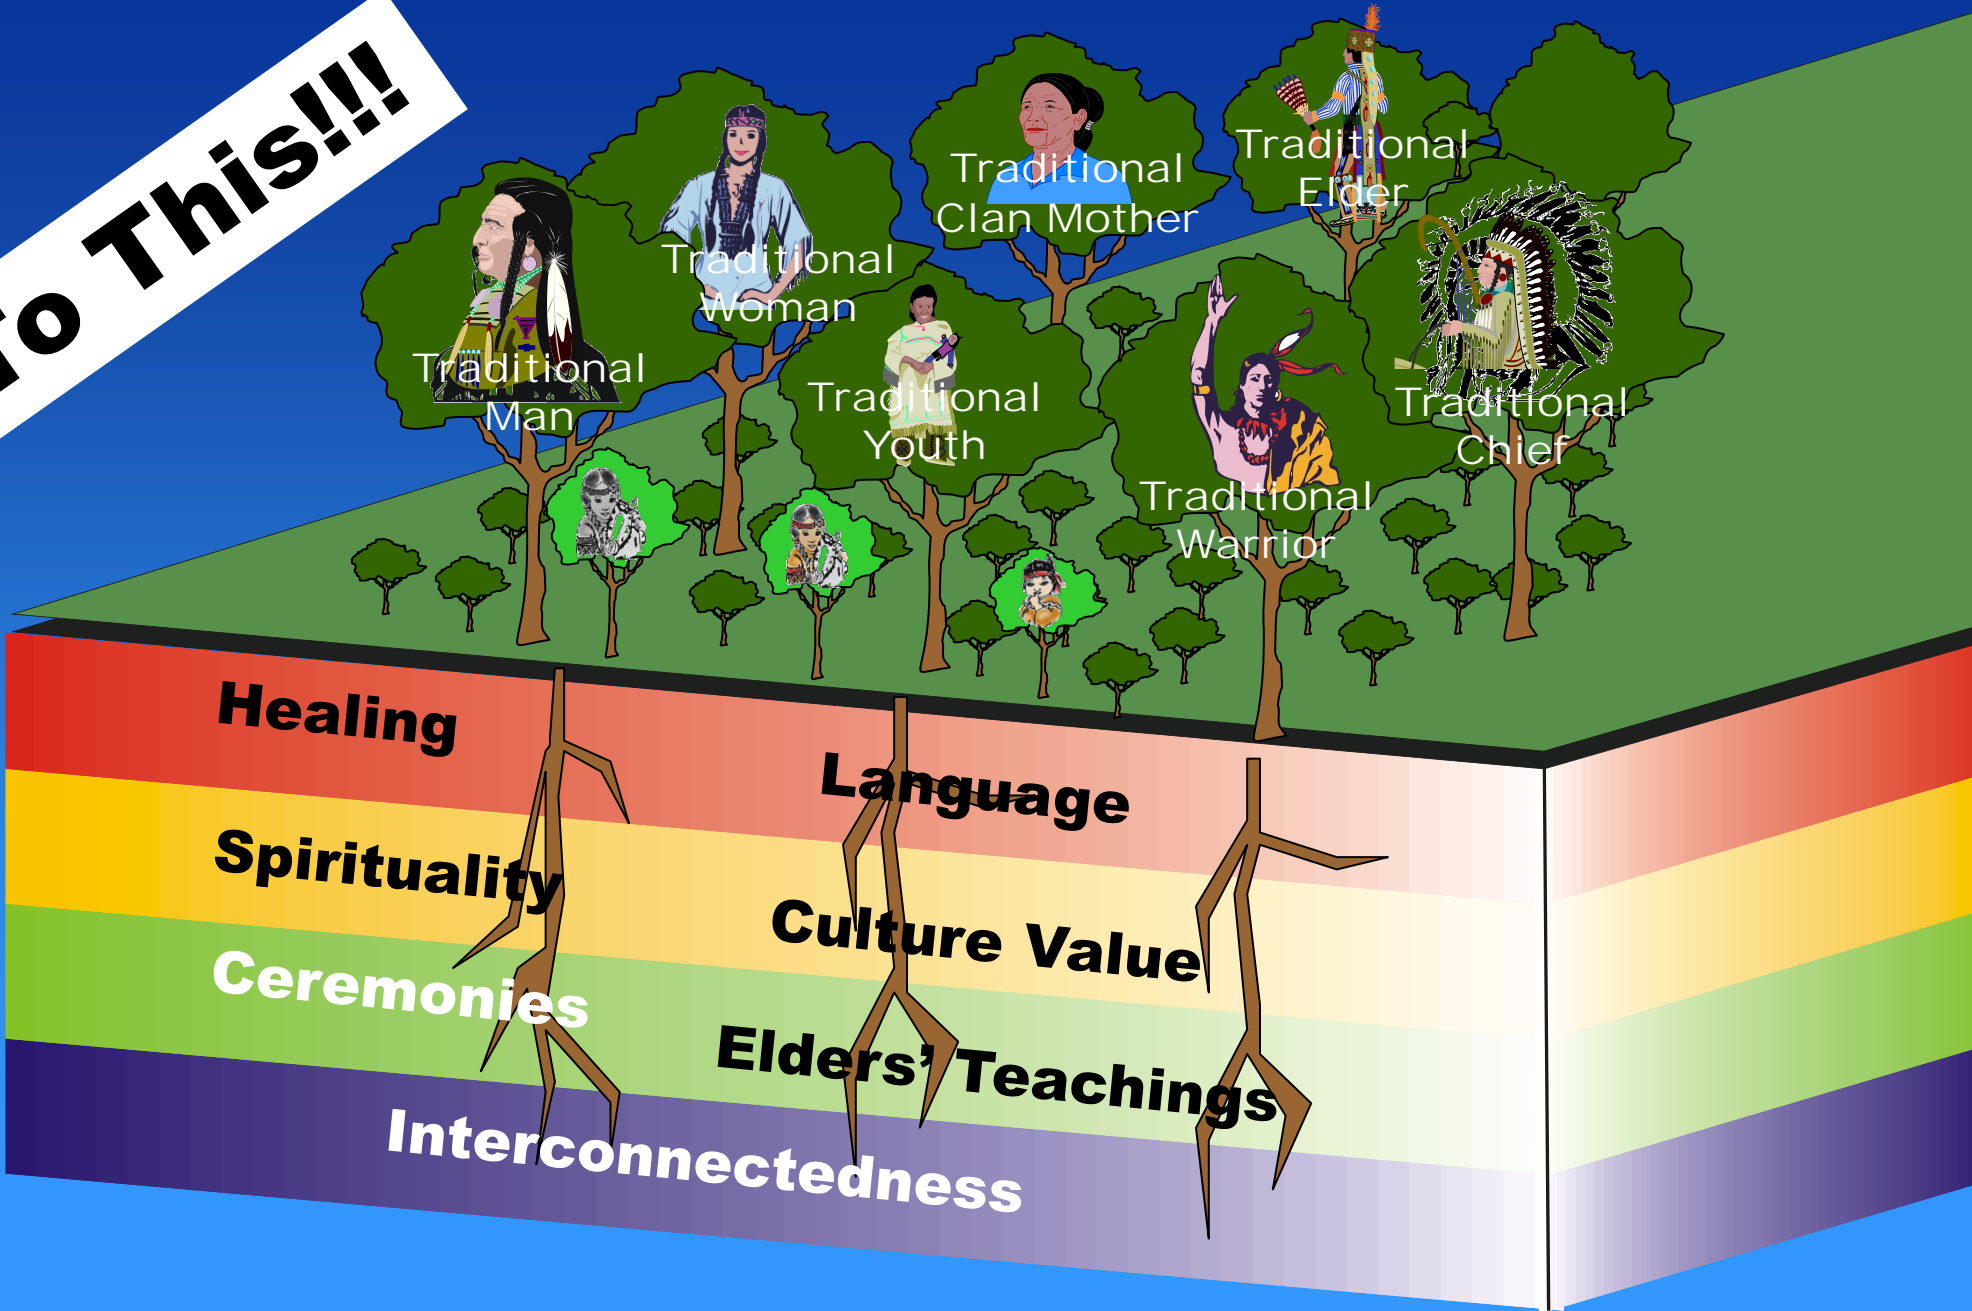 To This!!!
Traditional
Elder
Traditional
Clan Mother
Traditional
Woman
Traditional
Man
Traditional
Youth
Traditional
Chief
Traditional
Warrior
Healing
Language
Spirituality
Culture Value
Ceremonies
Elders’ Teachings
Interconnectedness